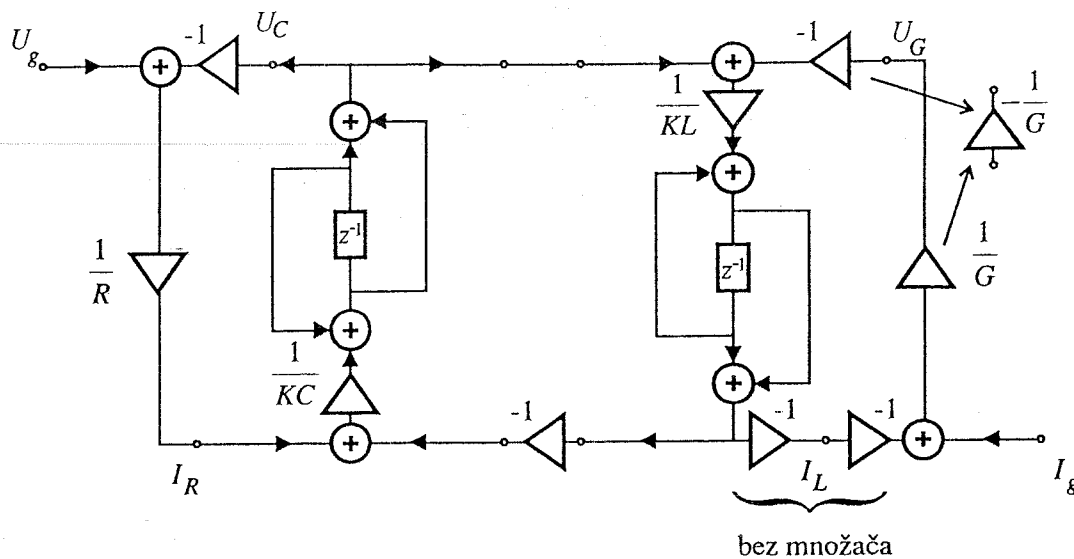 U_g
-1
U_C
-1
U_G
1/KL
-1/G
z⁻¹
z⁻¹
1/R
1/G
1/KC
-1
-1
-1
I_R
I_L
I_g
bez množača